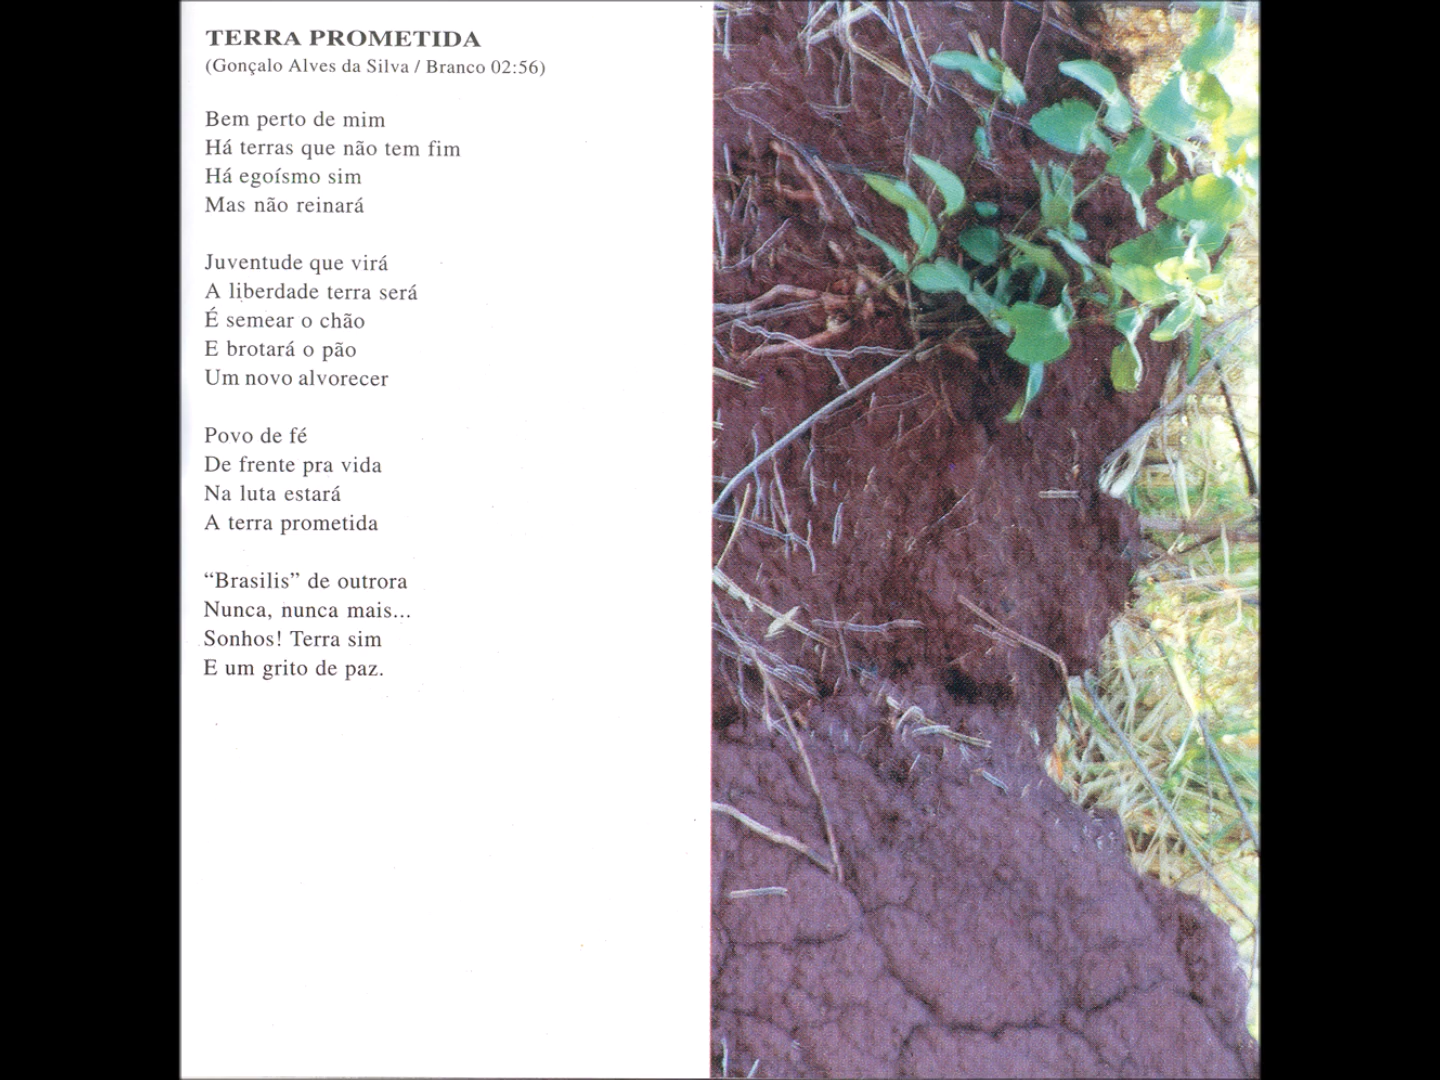 TERRA PROMETIDA
(Gonçalo Alves da Silva / Branco 02:56)
Bem perto de mim
Há terras que não tem fim
Há egoísmo sim
Mas não reinará
Juventude que virá
A liberdade terra será
É semear o chão
E brotará o pão
Um novo alvorecer
Povo de fé
De frente pra vida
Na luta estará
A terra prometida
“Brasilis” de outrora
Nunca, nunca mais...
Sonhos! Terra sim
E um grito de paz.